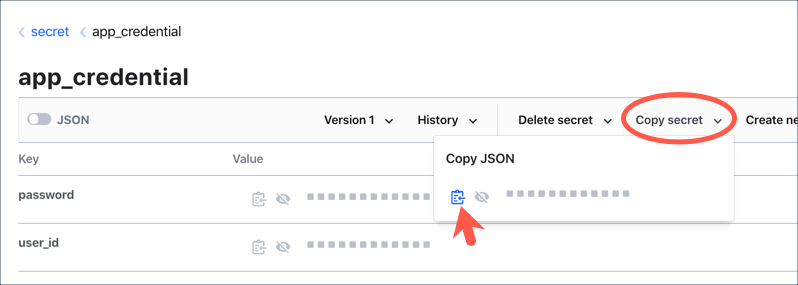 secret app_credential
app_credential
JSON Version 1 History Delete secret Copy secret Create ne
Key Value
Copy JSON
password
user_id